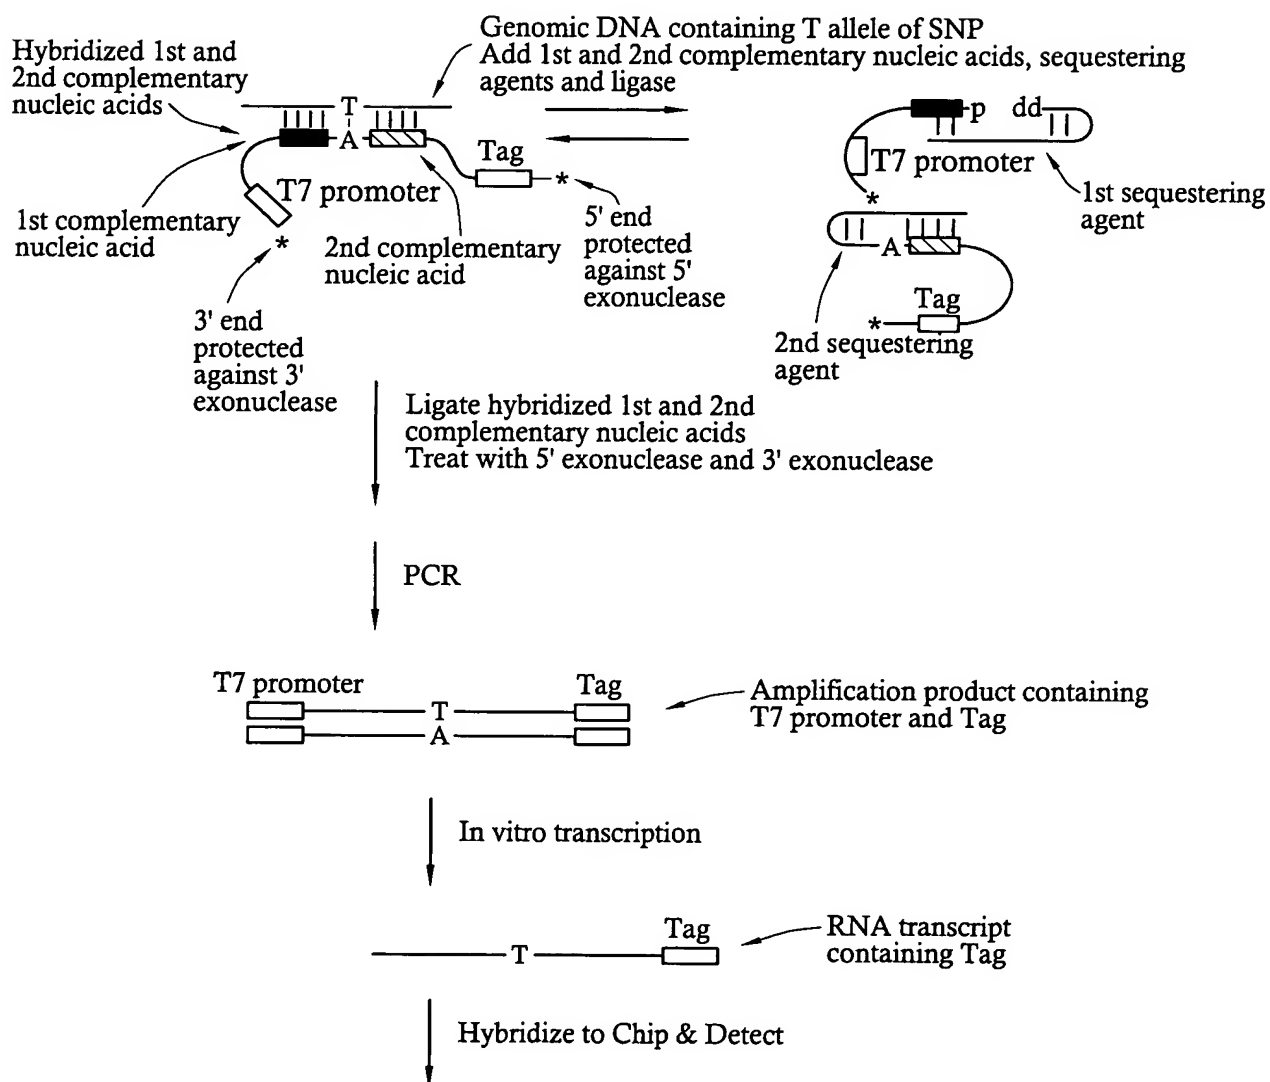 Genomic DNA containing T allele of SNP
Add 1st and 2nd complementary nucleic acids, sequestering
agents and ligase
Hybridized 1st and
2nd complementary
nucleic acids
T
A
Tag
*
T7 promoter
*
1st complementary
nucleic acid
2nd complementary
nucleic acid
5' end
protected
against 5'
exonuclease
3' end
protected
against 3'
exonuclease
p
dd
T7 promoter
*
1st sequestering
agent
A
Tag
*
2nd sequestering
agent
Ligate hybridized 1st and 2nd
complementary nucleic acids
Treat with 5' exonuclease and 3' exonuclease
PCR
T7 promoter
Tag
T
A
Amplification product containing
T7 promoter and Tag
In vitro transcription
Tag
T
RNA transcript
containing Tag
Hybridize to Chip & Detect